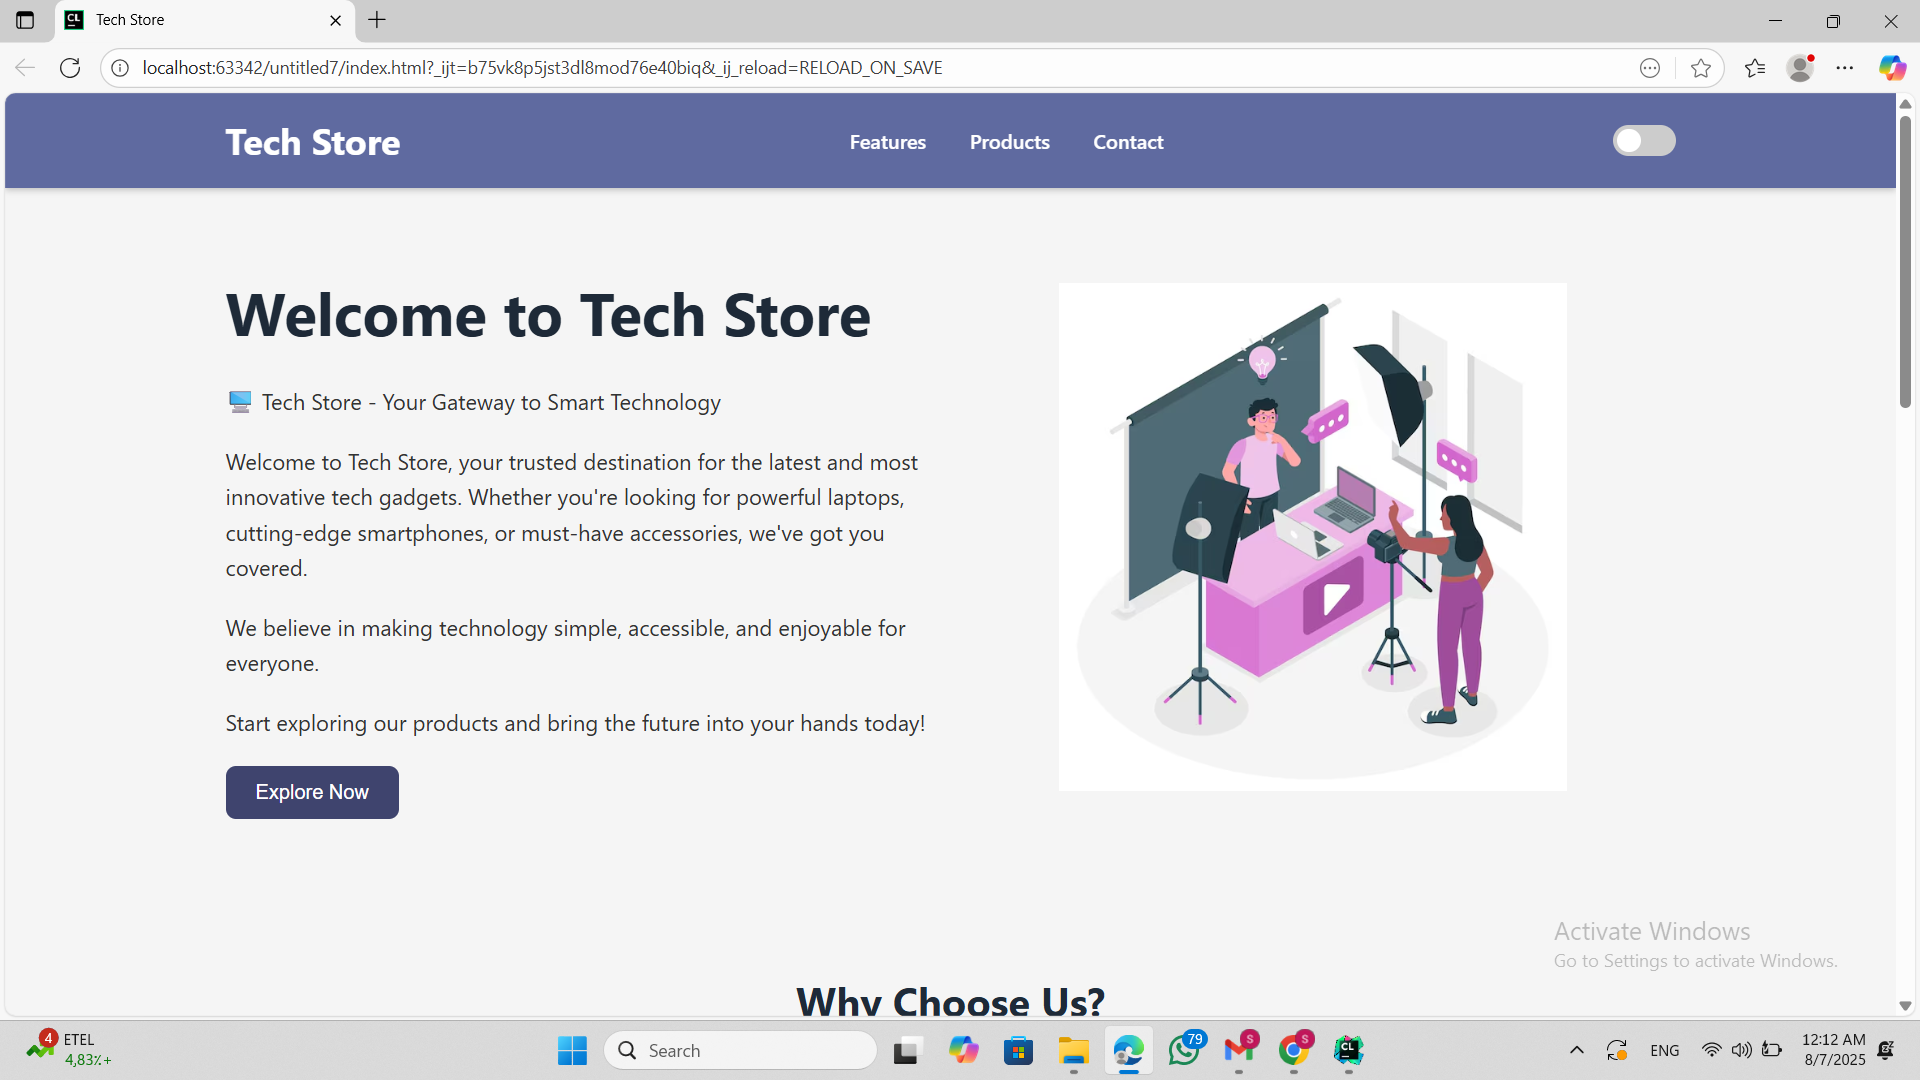 Tech Store
localhost:63342/untitled7/index.html?_ijt=b75vk8p5jst3dl8mod76e40biq&_ij_reload=RELOAD_ON_SAVE
Tech Store
Features
Products
Contact
Welcome to Tech Store
Tech Store - Your Gateway to Smart Technology
Welcome to Tech Store, your trusted destination for the latest and most
innovative tech gadgets. Whether you're looking for powerful laptops,
cutting-edge smartphones, or must-have accessories, we've got you
covered.
We believe in making technology simple, accessible, and enjoyable for
everyone.
Start exploring our products and bring the future into your hands today!
Explore Now
Activate Windows
Go to Settings to activate Windows.
Why Choose Us?
4
ETEL
4,83٪+
Search
79
S
S
CL
ENG
12:12 AM
8/7/2025